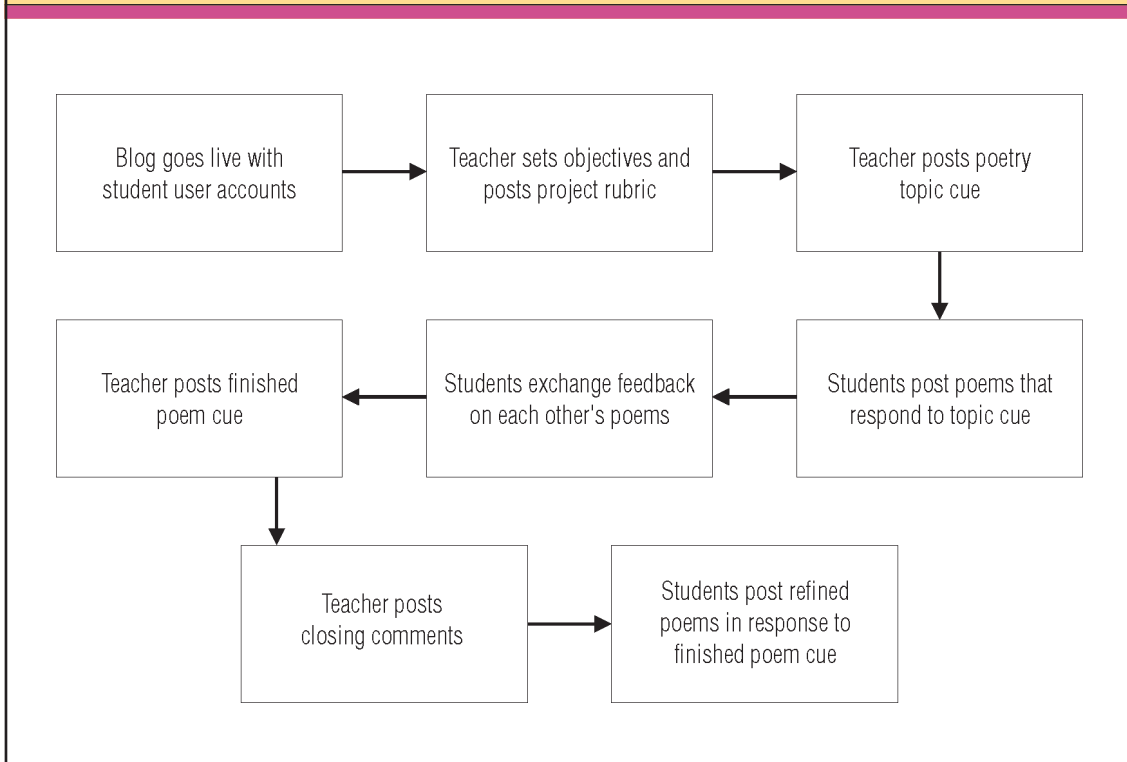 Blog goes live with
student user accounts
Teacher sets objectives and
posts project rubric
Teacher posts poetry
topic cue
Students post poems that
respond to topic cue
Students exchange feedback
on each other's poems
Teacher posts finished
poem cue
Teacher posts
closing comments
Students post refined
poems in response to
finished poem cue